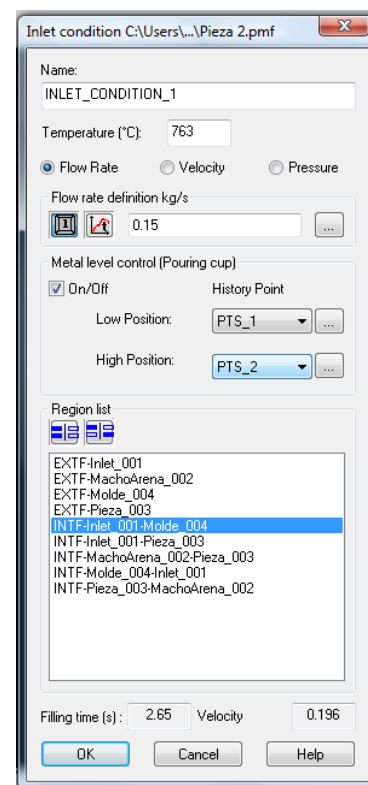 Inlet condition C:\Users\...\Pieza 2.pmf
Name:
INLET_CONDITION_1
Temperature (°C): 763
Flow Rate Velocity Pressure
Flow rate definition kg/s
1 0.15 ...
Metal level control (Pouring cup)
On/Off History Point
Low Position: PTS_1 ...
High Position: PTS_2 ...
Region list
EXTF-Inlet_001
EXTF-MachoArena_002
EXTF-Molde_004
EXTF-Pieza_003
INTF-Inlet_001-Molde_004
INTF-Inlet_001-Pieza_003
INTF-MachoArena_002-Pieza_003
INTF-Molde_004-Inlet_001
INTF-Pieza_003-MachoArena_002
Filling time (s) : 2.65 Velocity 0.196
OK Cancel Help